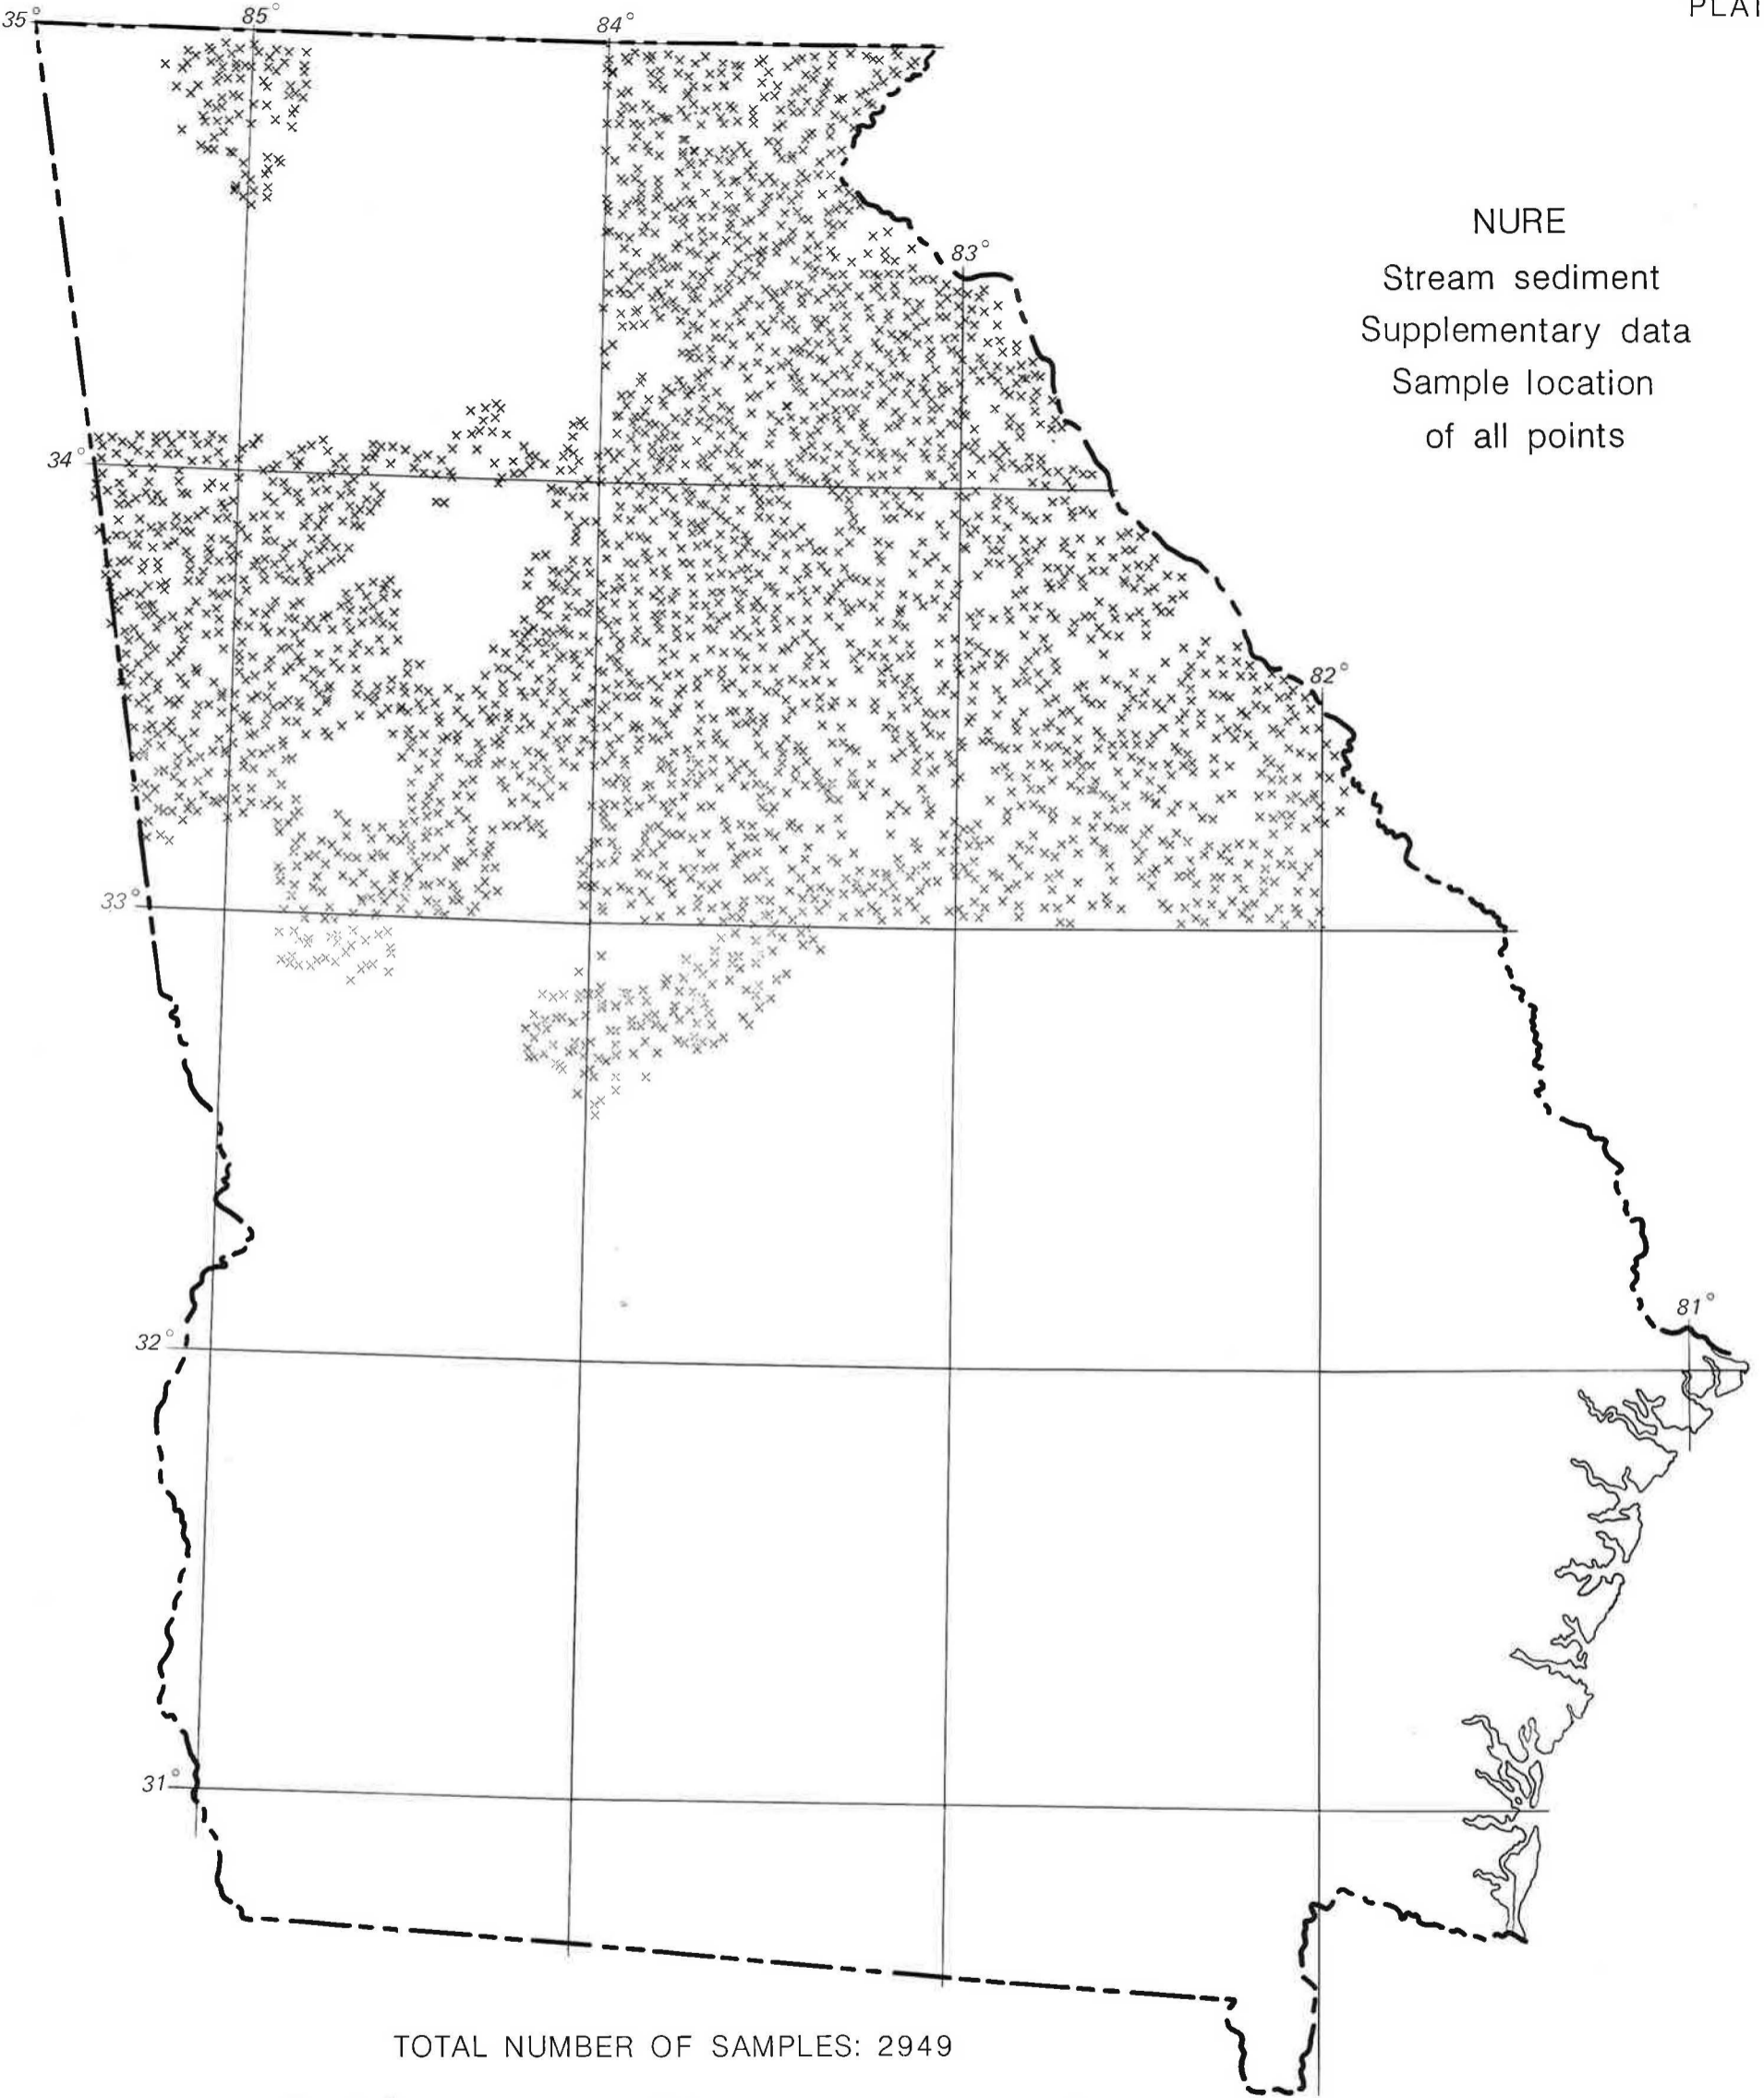 35°
85°
84°
NURE
Stream sediment
Supplementary data
Sample location
of all points
83°
34°
82°
33°
81°
32°
31°
TOTAL NUMBER OF SAMPLES: 2949